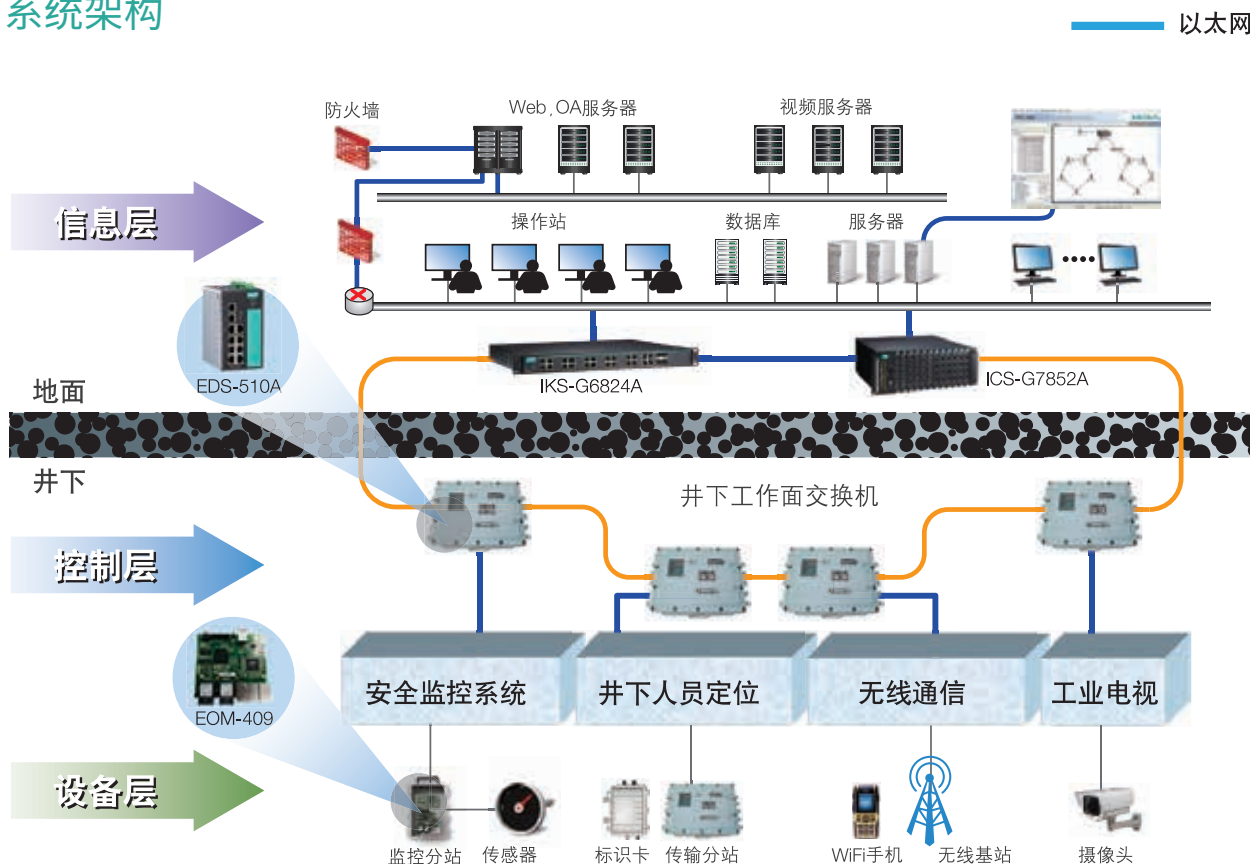 系统架构
以太网
防火墙
Web,OA服务器
视频服务器
信息层
操作站
数据库
服务器
EDS-510A
IKS-G6824A
ICS-G7852A
地面
井下
井下工作面交换机
控制层
EOM-409
安全监控系统
井下人员定位
无线通信
工业电视
设备层
监控分站
传感器
标识卡
传输分站
WiFi手机
无线基站
摄像头